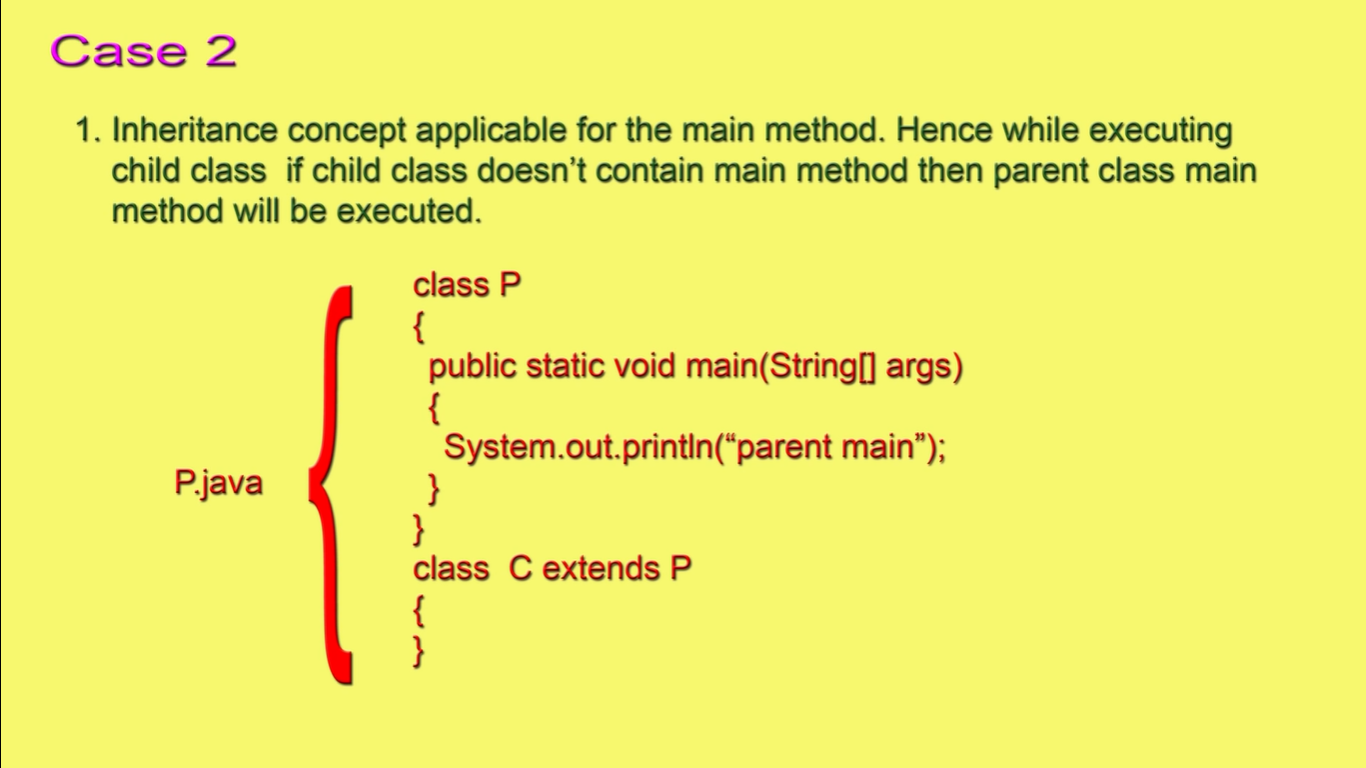 Case 2
1. Inheritance concept applicable for the main method. Hence while executing
child class if child class doesn’t contain main method then parent class main
method will be executed.
class P
{
public static void main(String[] args)
{
System.out.println(“parent main”);
P.java
}
}
class C extends P
{
}